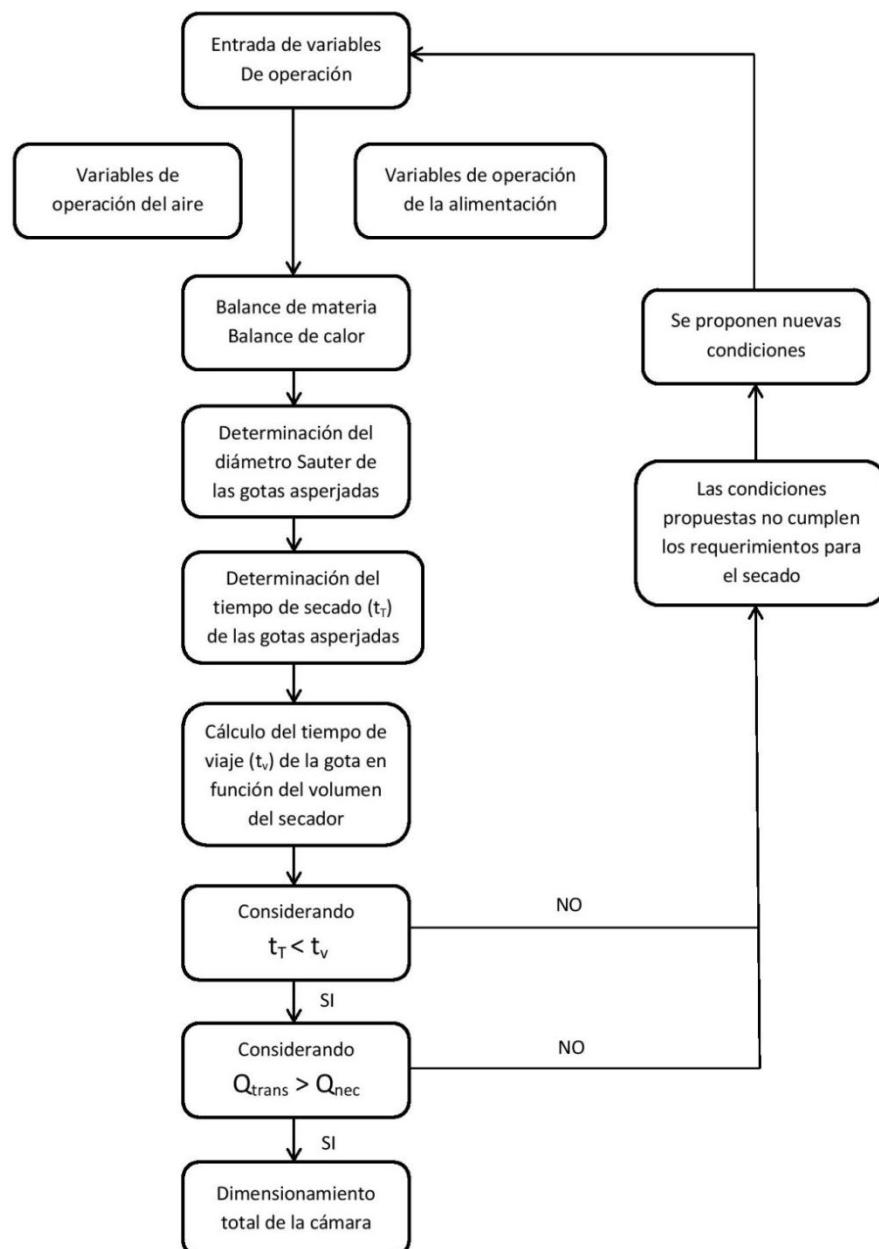 Entrada de variables
De operación
Variables de
operación del aire
Variables de operación
de la alimentación
Balance de materia
Balance de calor
Se proponen nuevas
condiciones
Determinación del
diámetro Sauter de
las gotas asperjadas
Las condiciones
propuestas no cumplen
los requerimientos para
el secado
Determinación del
tiempo de secado (tT)
de las gotas asperjadas
Cálculo del tiempo de
viaje (tv) de la gota en
función del volumen
del secador
Considerando
tT < tv
NO
SI
Considerando
Qtrans > Qnec
NO
SI
Dimensionamiento
total de la cámara